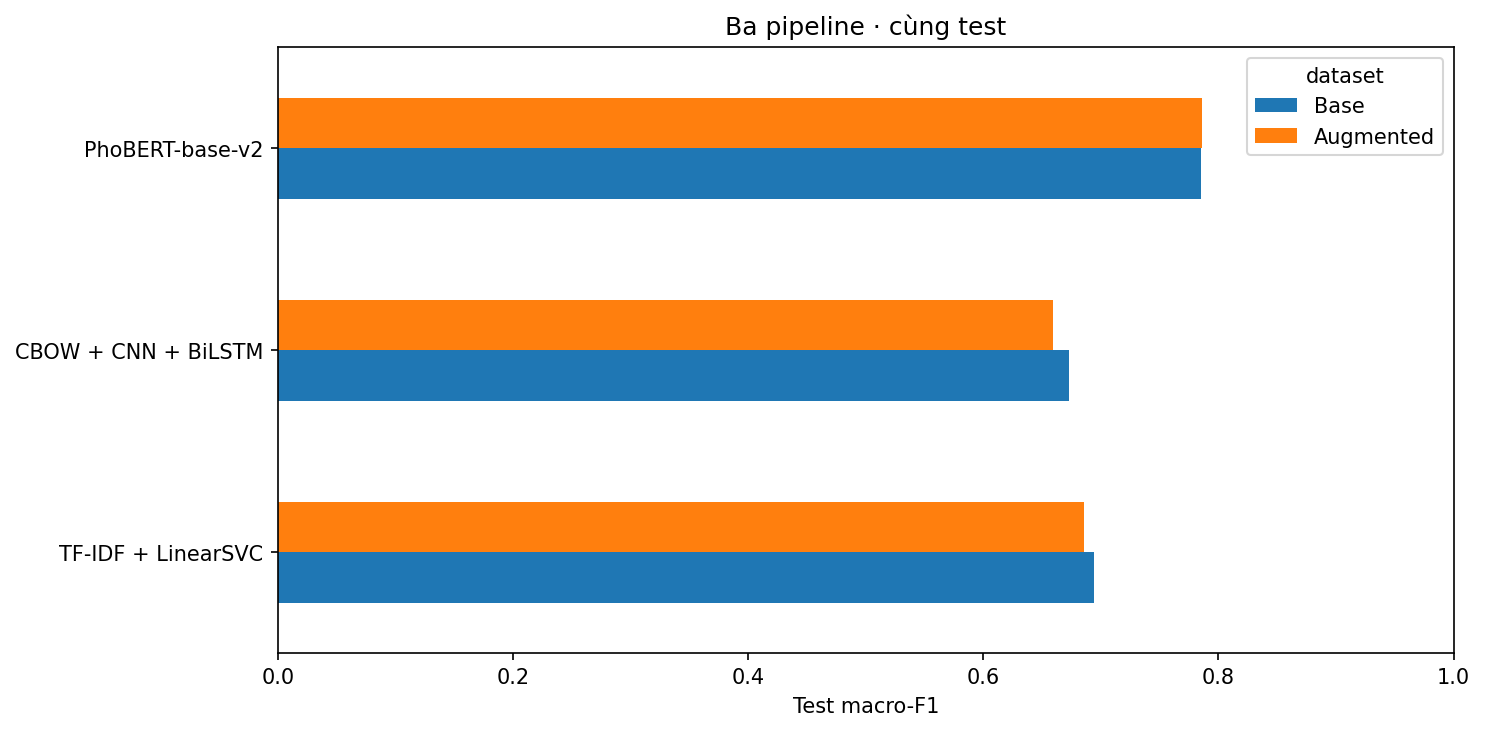 Ba pipeline · cùng test
dataset
Base
Augmented
PhoBERT-base-v2
CBOW + CNN + BiLSTM
TF-IDF + LinearSVC
0.0 0.2 0.4 0.6 0.8 1.0
Test macro-F1